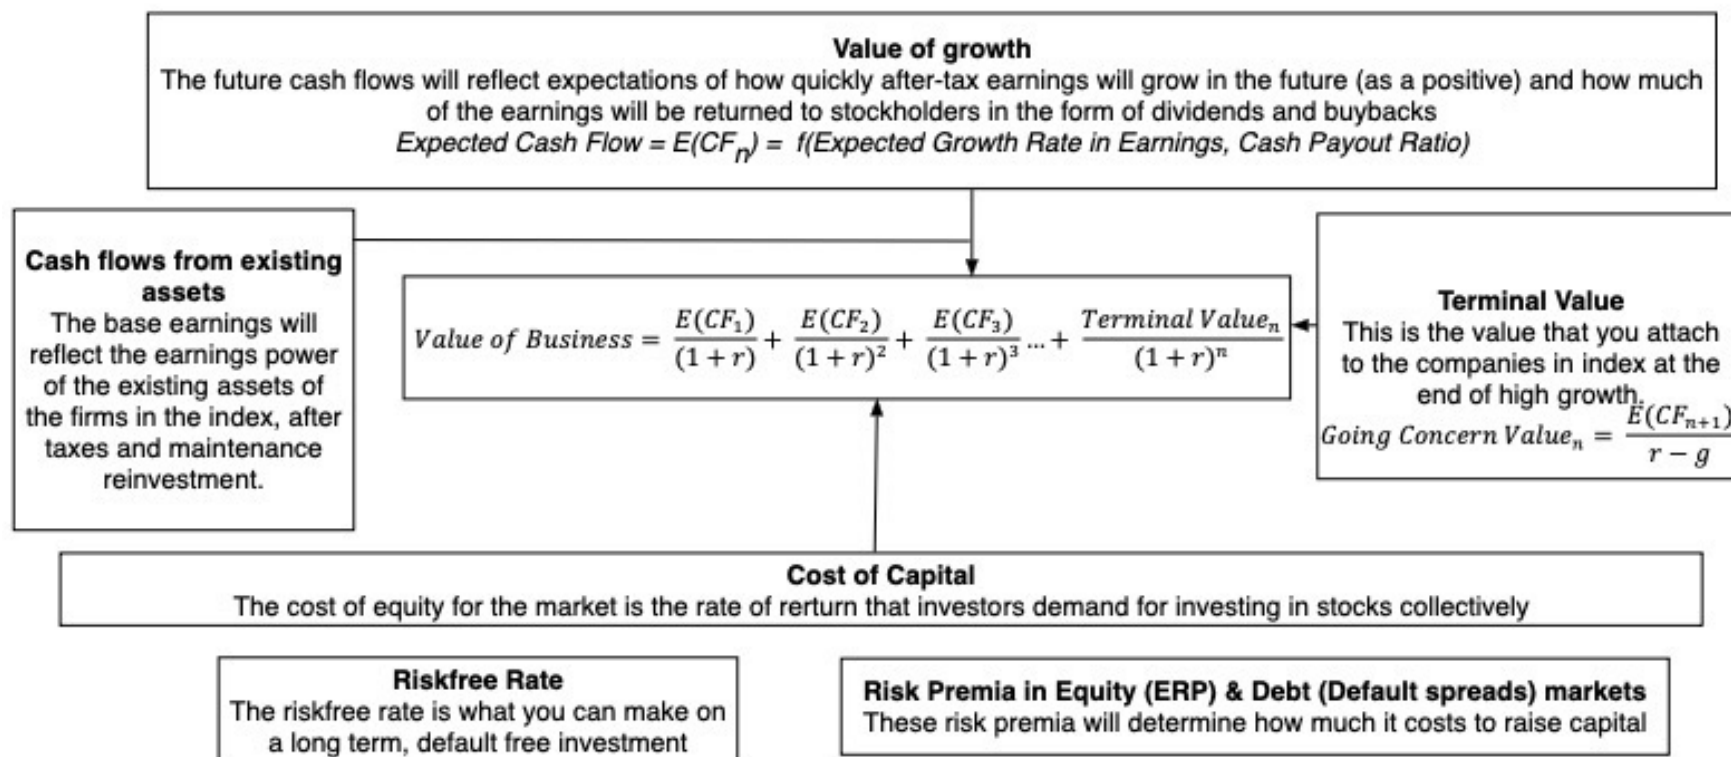 Value of growth
The future cash flows will reflect expectations of how quickly after-tax earnings will grow in the future (as a positive) and how much
of the earnings will be returned to stockholders in the form of dividends and buybacks
Expected Cash Flow = E(CF_n) = f(Expected Growth Rate in Earnings, Cash Payout Ratio)
Cash flows from existing
assets
The base earnings will
reflect the earnings power
of the existing assets of
the firms in the index, after
taxes and maintenance
reinvestment.
Value of Business = E(CF_1)/(1 + r) + E(CF_2)/(1 + r)^2 + E(CF_3)/(1 + r)^3 ... + Terminal Value_n/(1 + r)^n
Terminal Value
This is the value that you attach
to the companies in index at the
end of high growth.
Going Concern Value_n = E(CF_{n+1})/r − g
Cost of Capital
The cost of equity for the market is the rate of rerturn that investors demand for investing in stocks collectively
Riskfree Rate
The riskfree rate is what you can make on
a long term, default free investment
Risk Premia in Equity (ERP) & Debt (Default spreads) markets
These risk premia will determine how much it costs to raise capital